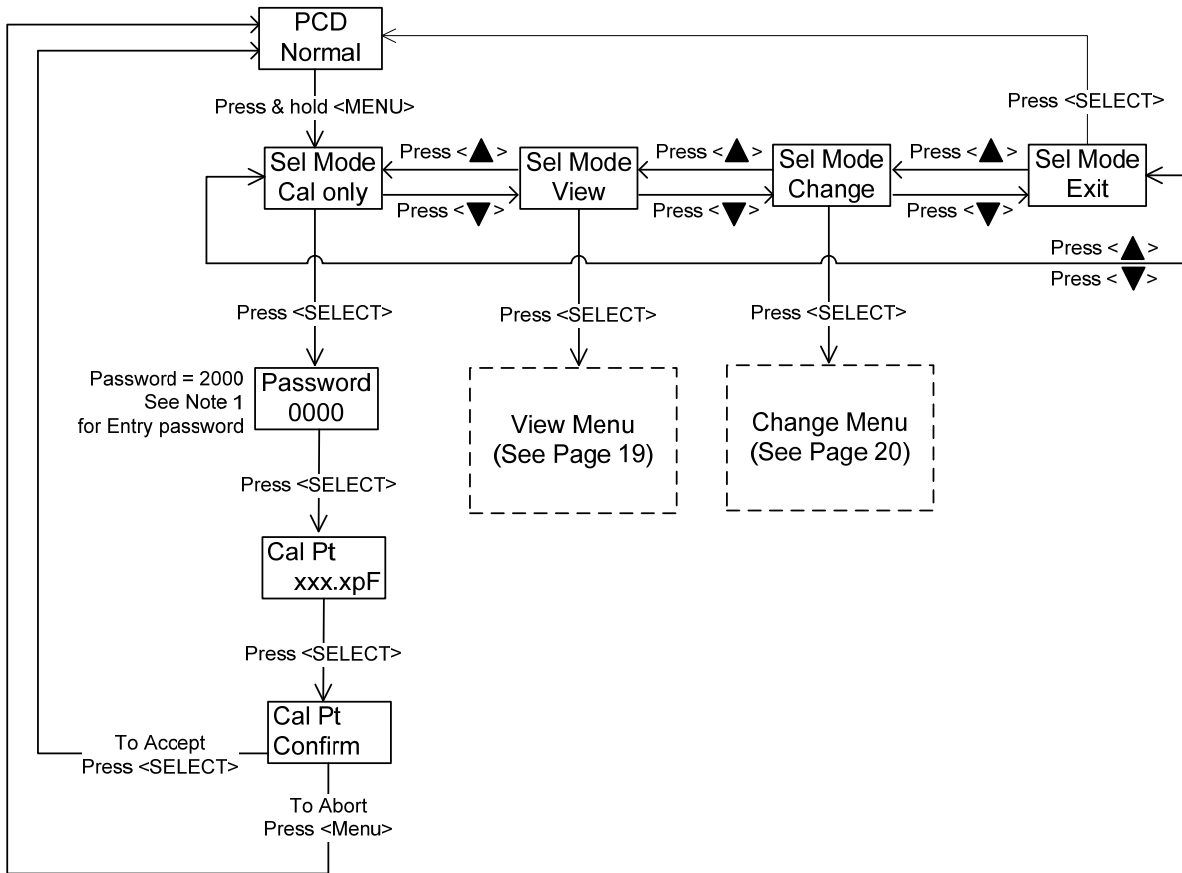 PCD
Normal
Press & hold <MENU>
Press <SELECT>
Sel Mode
Cal only
Press <▲>
Press <▼>
Sel Mode
View
Press <▲>
Press <▼>
Sel Mode
Change
Press <▲>
Press <▼>
Sel Mode
Exit
Press <▲>
Press <▼>
Press <SELECT>
Press <SELECT>
Press <SELECT>
Password = 2000
See Note 1
for Entry password
Password
0000
View Menu
(See Page 19)
Change Menu
(See Page 20)
Press <SELECT>
Cal Pt
xxx.xpF
Press <SELECT>
Cal Pt
Confirm
To Accept
Press <SELECT>
To Abort
Press <Menu>